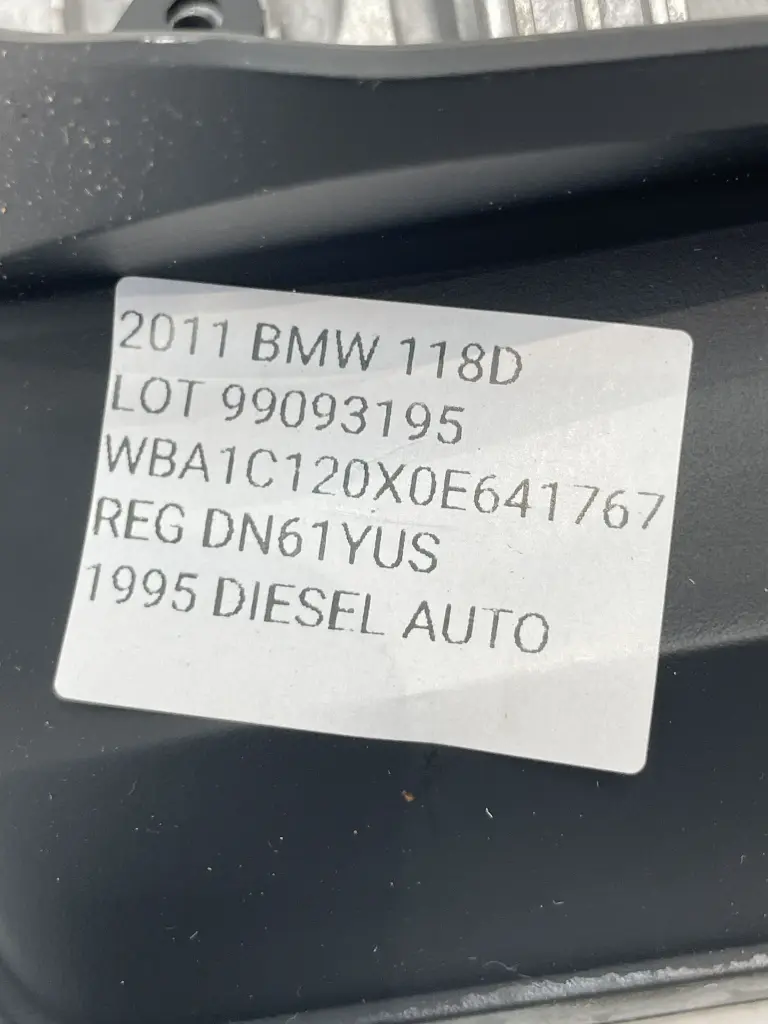 2011 BMW 118D
LOT 99093195
WBA1C120X0E641767
REG DN61YUS
1995 DIESEL AUTO